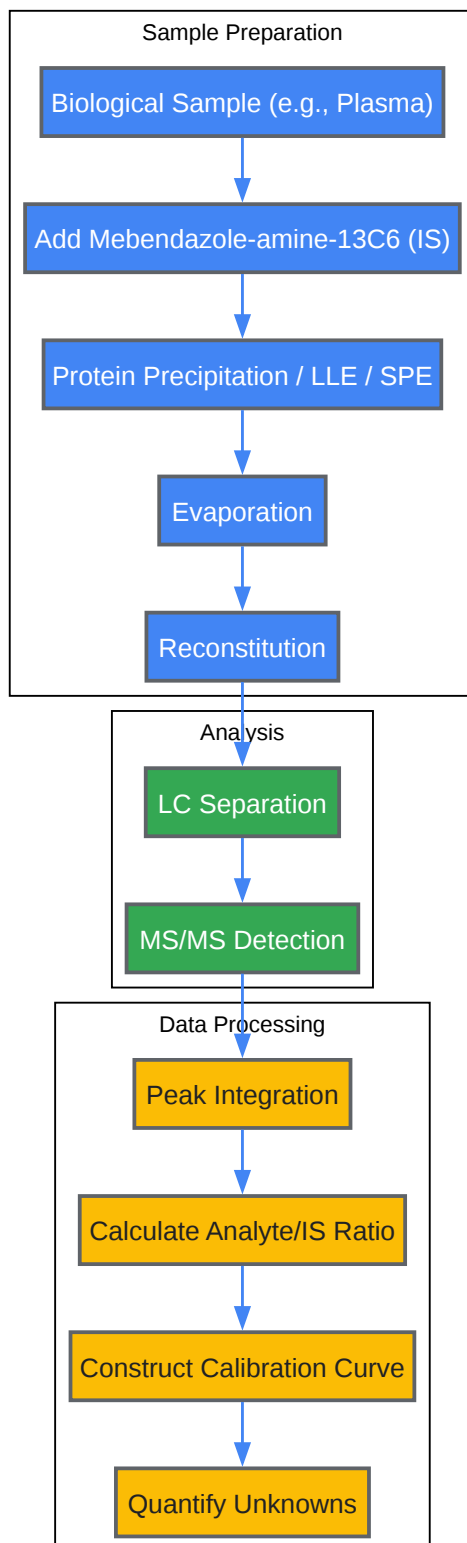 Sample Preparation
Biological Sample (e.g., Plasma)
Add Mebendazole-amine-13C6 (IS)
Protein Precipitation / LLE / SPE
Evaporation
Reconstitution
Analysis
LC Separation
MS/MS Detection
Data Processing
Peak Integration
Calculate Analyte/IS Ratio
Construct Calibration Curve
Quantify Unknowns